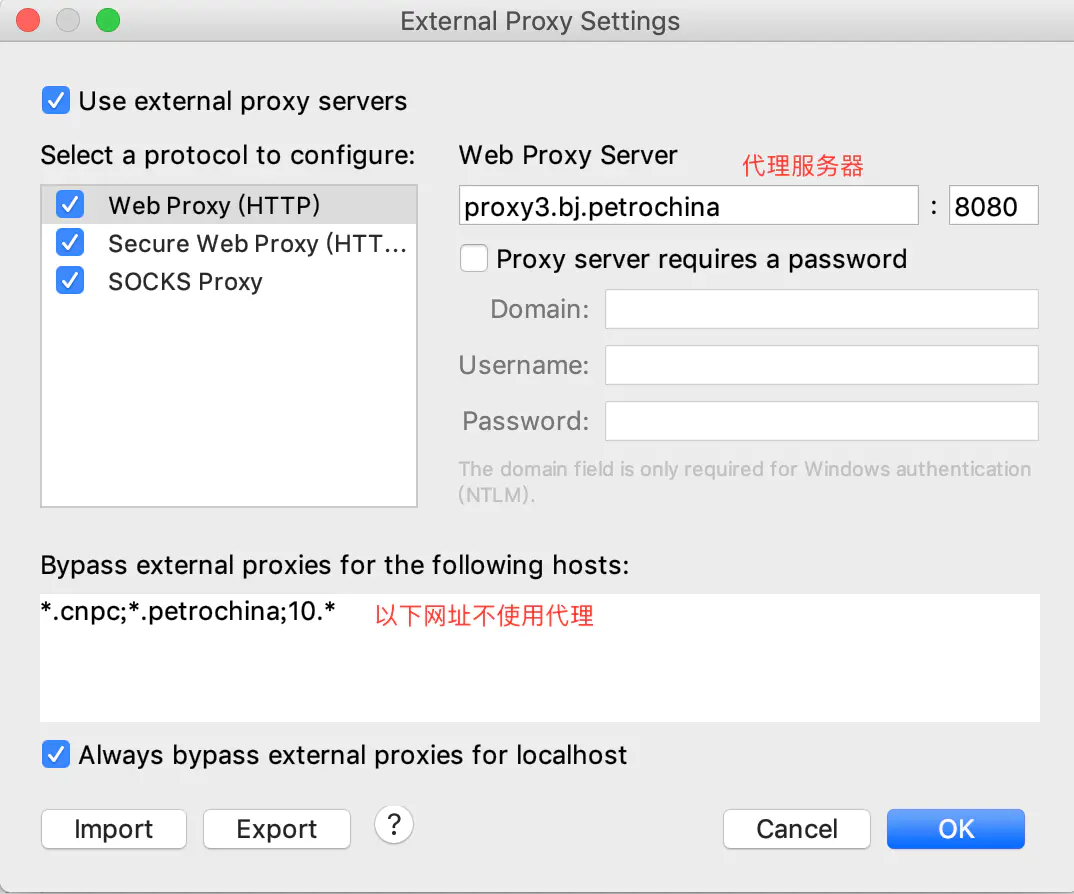 External Proxy Settings
Use external proxy servers
Select a protocol to configure:
Web Proxy (HTTP)
Secure Web Proxy (HTT...
SOCKS Proxy
Web Proxy Server
代理服务器
proxy3.bj.petrochina : 8080
Proxy server requires a password
Domain:
Username:
Password:
The domain field is only required for Windows authentication
(NTLM).
Bypass external proxies for the following hosts:
*.cnpc;*.petrochina;10.* 以下网址不使用代理
Always bypass external proxies for localhost
Import Export ? Cancel OK